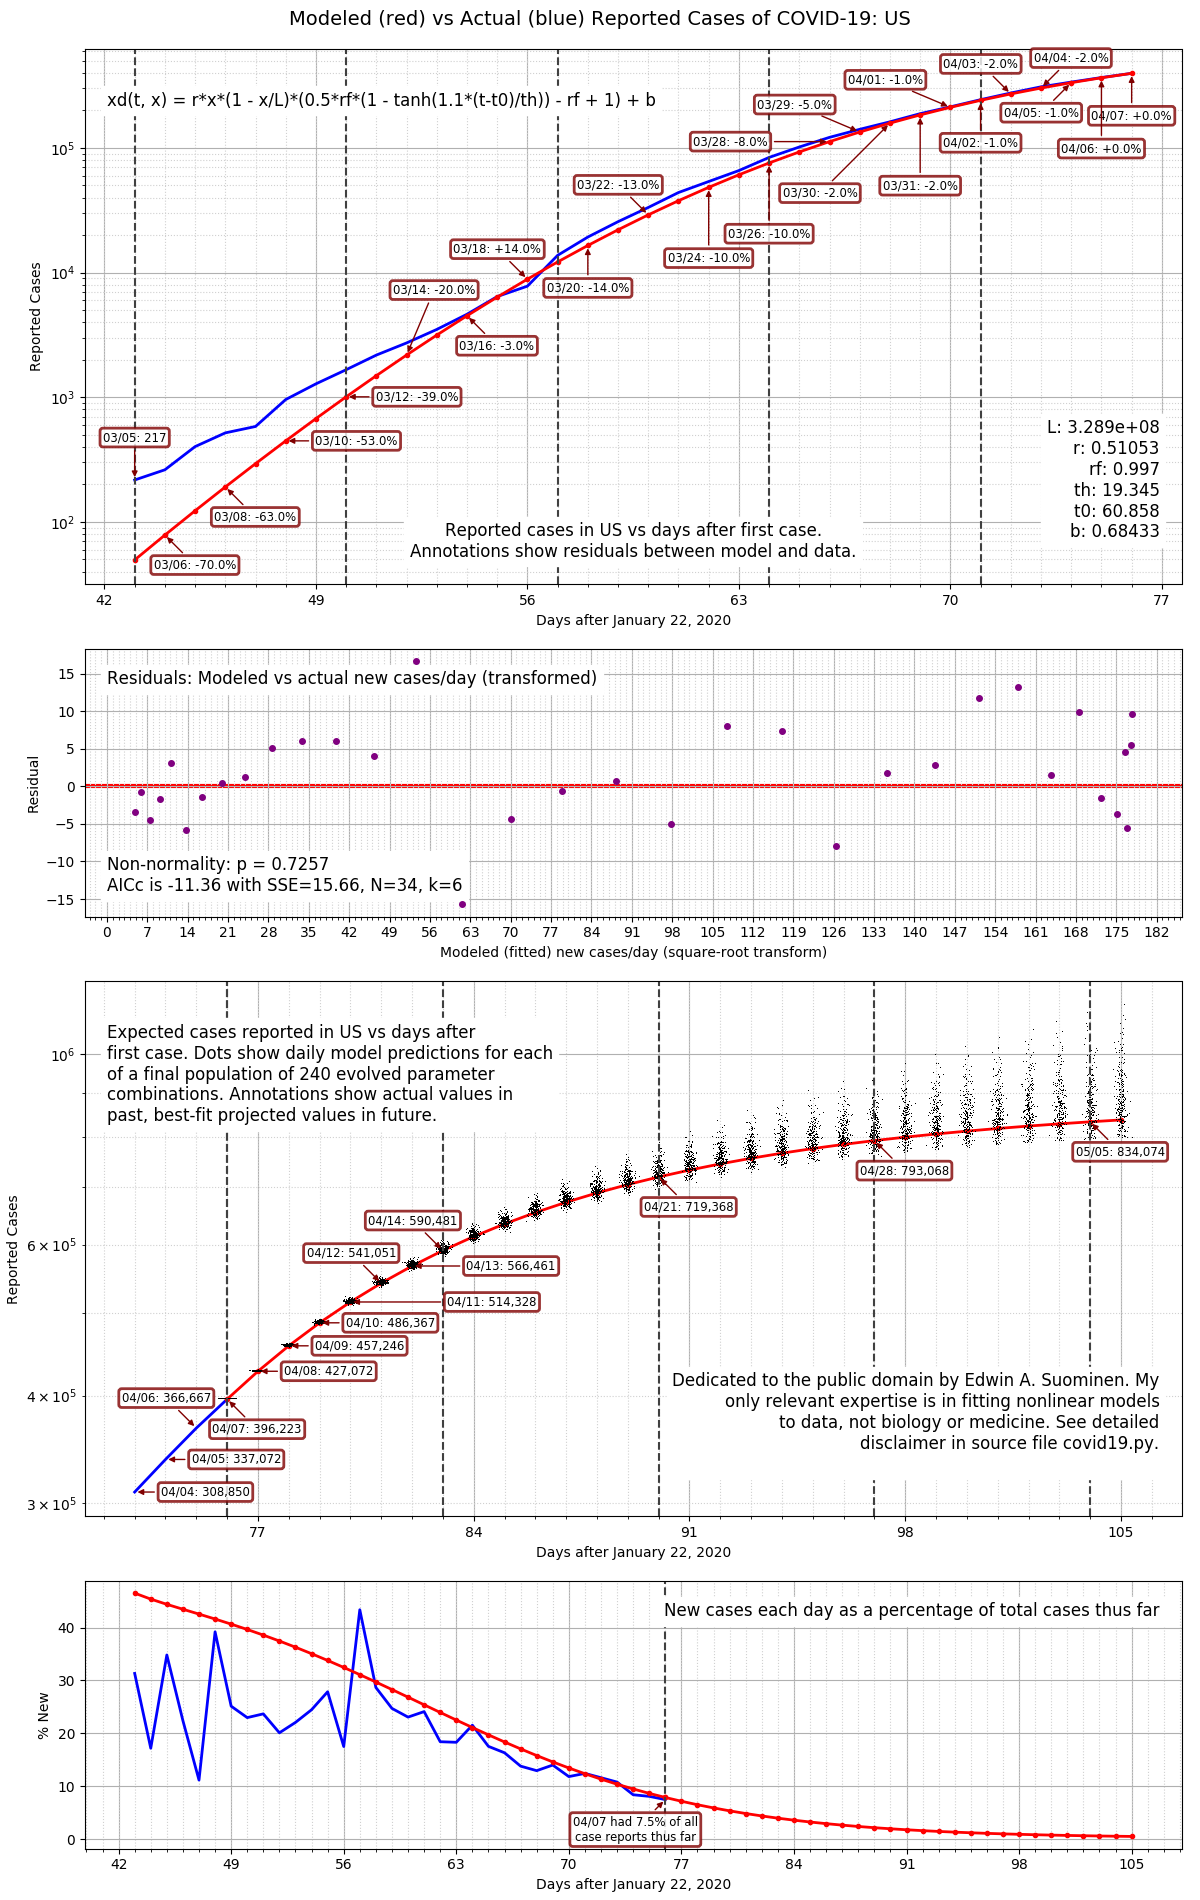 Modeled (red) vs Actual (blue) Reported Cases of COVID-19: US
xd(t, x) = r*x*(1 - x/L)*(0.5*rf*(1 - tanh(1.1*(t-t0)/th)) - rf + 1) + b
04/03: -2.0%
04/04: -2.0%
04/01: -1.0%
03/29: -5.0%
04/05: -1.0%
04/07: +0.0%
03/28: -8.0%
04/02: -1.0%
04/06: +0.0%
03/22: -13.0%
03/30: -2.0%
03/31: -2.0%
03/26: -10.0%
03/18: +14.0%
03/24: -10.0%
03/14: -20.0%
03/20: -14.0%
03/16: -3.0%
03/12: -39.0%
03/05: 217
03/10: -53.0%
03/08: -63.0%
03/06: -70.0%
L: 3.289e+08
r: 0.51053
rf: 0.997
th: 19.345
t0: 60.858
b: 0.68433
Reported cases in US vs days after first case.
Annotations show residuals between model and data.
Reported Cases
10⁵
10⁴
10³
10²
42 49 56 63 70 77
Days after January 22, 2020
Residuals: Modeled vs actual new cases/day (transformed)
Non-normality: p = 0.7257
AICc is -11.36 with SSE=15.66, N=34, k=6
Residual
15
10
5
0
−5
−10
−15
0 7 14 21 28 35 42 49 56 63 70 77 84 91 98 105 112 119 126 133 140 147 154 161 168 175 182
Modeled (fitted) new cases/day (square-root transform)
Expected cases reported in US vs days after
first case. Dots show daily model predictions for each
of a final population of 240 evolved parameter
combinations. Annotations show actual values in
past, best-fit projected values in future.
05/05: 834,074
04/28: 793,068
04/21: 719,368
04/14: 590,481
04/12: 541,051
04/13: 566,461
04/11: 514,328
04/10: 486,367
04/09: 457,246
04/08: 427,072
04/06: 366,667
04/07: 396,223
04/05: 337,072
04/04: 308,850
Dedicated to the public domain by Edwin A. Suominen. My
only relevant expertise is in fitting nonlinear models
to data, not biology or medicine. See detailed
disclaimer in source file covid19.py.
Reported Cases
10⁶
6 × 10⁵
4 × 10⁵
3 × 10⁵
77 84 91 98 105
Days after January 22, 2020
New cases each day as a percentage of total cases thus far
04/07 had 7.5% of all
case reports thus far
% New
40
30
20
10
0
42 49 56 63 70 77 84 91 98 105
Days after January 22, 2020